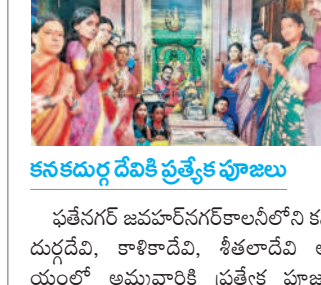 కనకదుర్గ దేవికి ప్రత్యేక పూజలు
ఫతేనగర్ జవహర్‌నగర్‌కాలనీలోని
దుర్గదేవి, కాళికాదేవి, శీతలాదేవి
యంలో అమ్మవారికి ప్రత్యేక